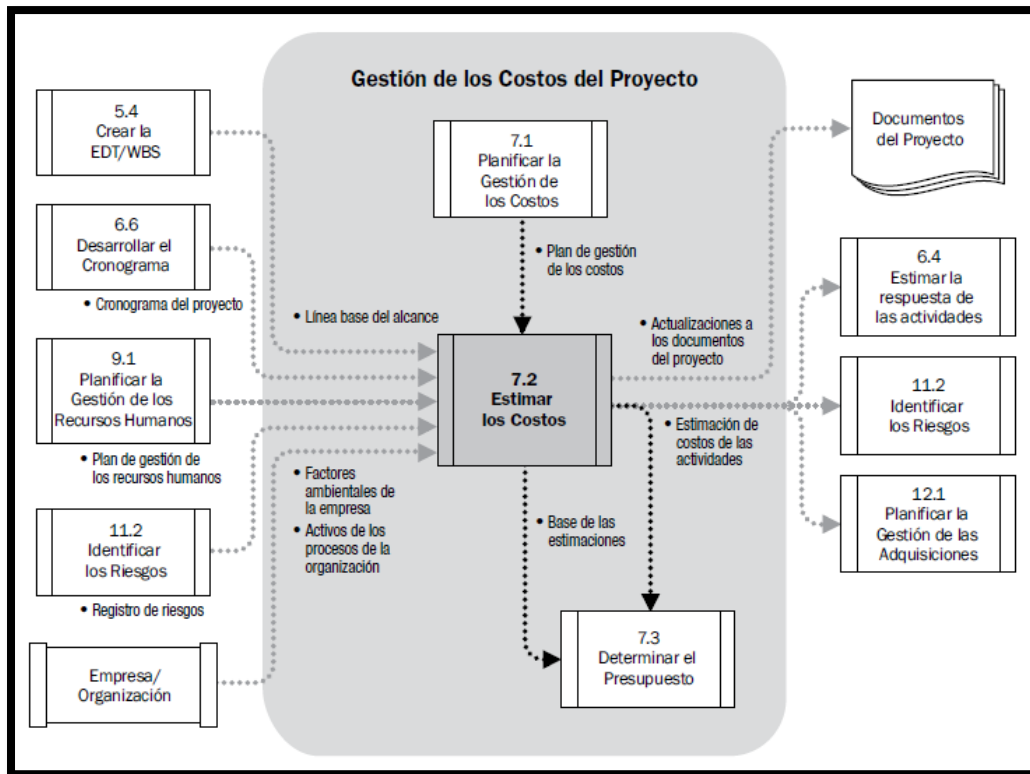 Gestión de los Costos del Proyecto
5.4
Crear la
EDT/WBS
6.6
Desarrollar el
Cronograma
• Cronograma del proyecto
9.1
Planificar la
Gestión de los
Recursos Humanos
• Plan de gestión de
los recursos humanos
11.2
Identificar
los Riesgos
• Registro de riesgos
Empresa/
Organización
7.1
Planificar la
Gestión de
los Costos
• Plan de gestión
de los costos
• Línea base del alcance
7.2
Estimar
los Costos
• Factores
ambientales de
la empresa
• Activos de los
procesos de la
organización
• Base de las
estimaciones
• Actualizaciones a
los documentos
del proyecto
• Estimación de
costos de las
actividades
7.3
Determinar el
Presupuesto
Documentos
del Proyecto
6.4
Estimar la
respuesta de
las actividades
11.2
Identificar
los Riesgos
12.1
Planificar la
Gestión de las
Adquisiciones